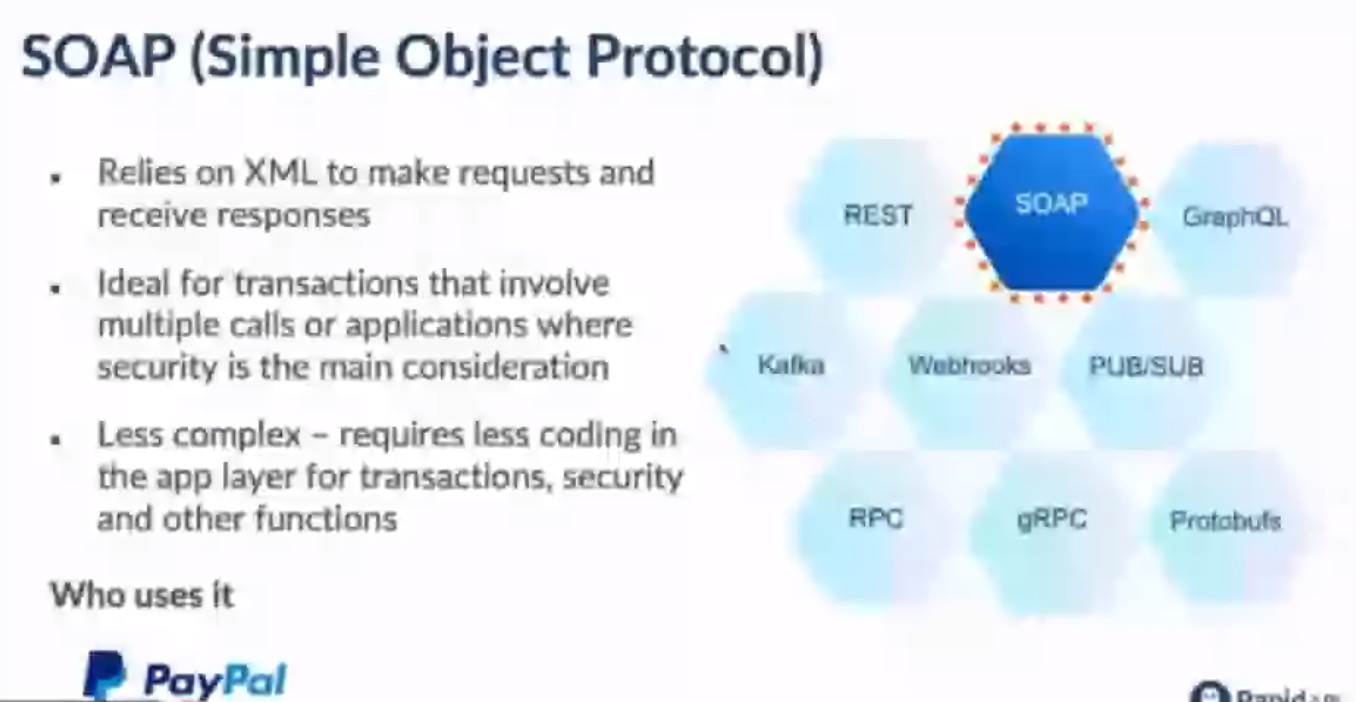 SOAP (Simple Object Protocol)
Relies on XML to make requests and
receive responses
Ideal for transactions that involve
multiple calls or applications where
security is the main consideration
Less complex – requires less coding in
the app layer for transactions, security
and other functions
Who uses it
PayPal
REST
SOAP
GraphQL
Kafka
Webhooks
PUB/SUB
RPC
gRPC
Protobufs